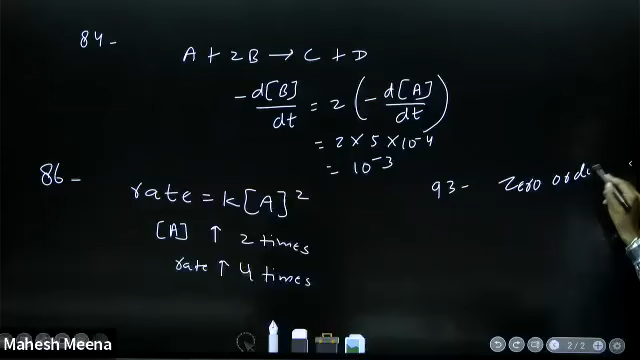 84-
A + 2B → C + D
-d[B]/dt = 2 (-d[A]/dt)
= 2 × 5 × 10^-4
= 10^-3
86-
rate = k[A]^2
[A] ↑ 2 times
rate ↑ 4 times
93- Zero orde
Mahesh Meena
2/2